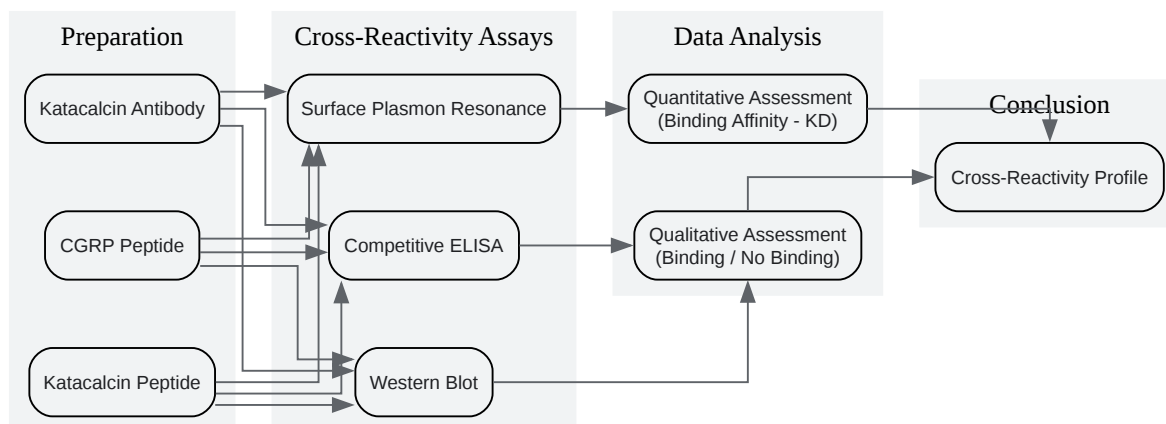 Preparation
Katacalcin Antibody
CGRP Peptide
Katacalcin Peptide
Cross-Reactivity Assays
Surface Plasmon Resonance
Competitive ELISA
Western Blot
Data Analysis
Quantitative Assessment
(Binding Affinity - KD)
Qualitative Assessment
(Binding / No Binding)
Conclusion
Cross-Reactivity Profile